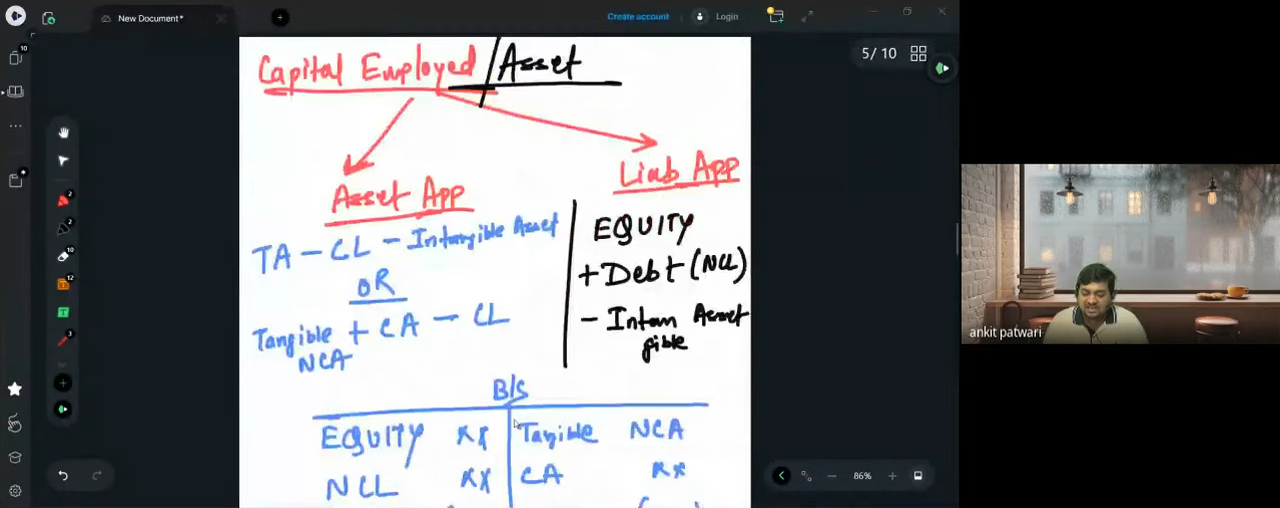 New Document*
Create account
Login
5/ 10
Capital Employed / Asset
Asset App
Liab App
TA - CL - Intangible Asset
OR
Tangible + CA - CL
NCA
EQUITY
+ Debt (NCL)
- Intan Asset
gible
B/S
EQUITY xx Tangible NCA
NCL xx CA xx
ankit patwari
86%